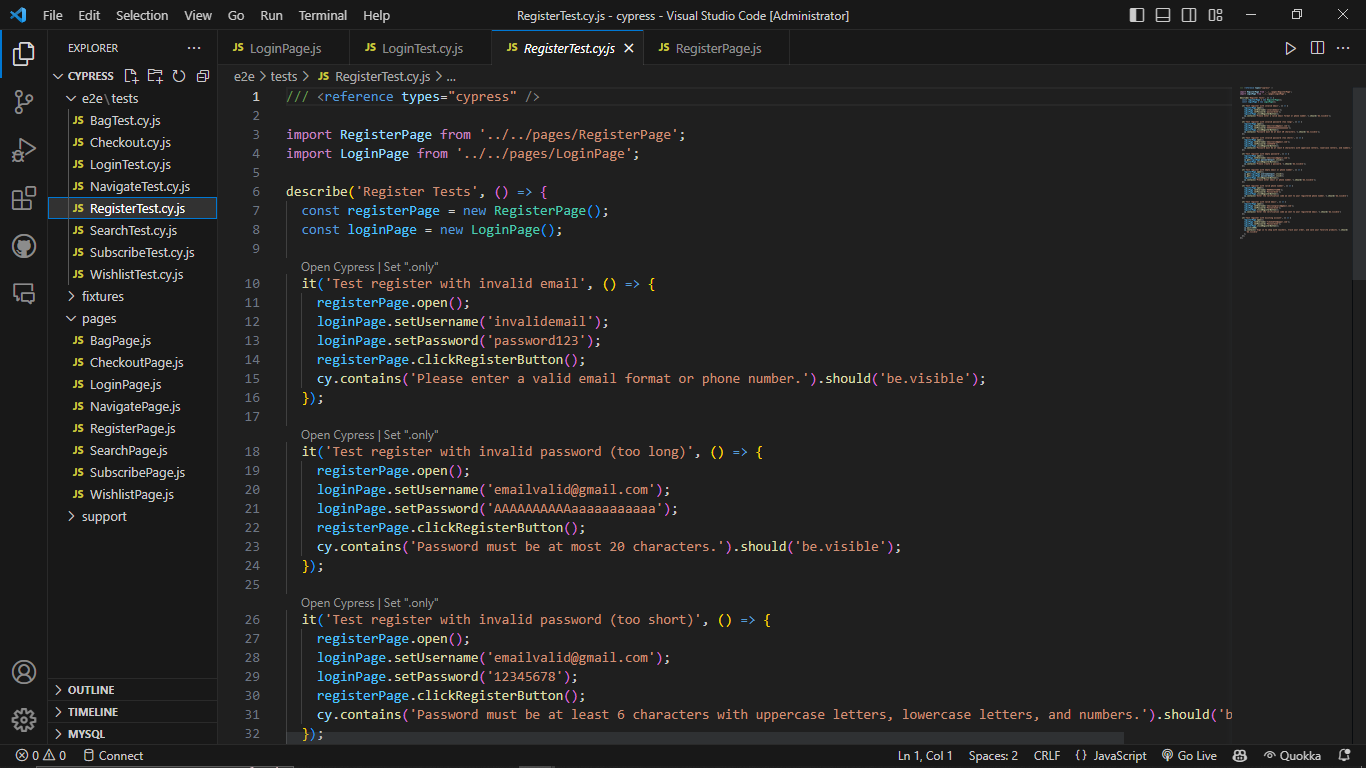 File Edit Selection View Go Run Terminal Help
RegisterTest.cy.js - cypress - Visual Studio Code [Administrator]
EXPLORER
CYPRESS
e2e\tests
JS BagTest.cy.js
JS Checkout.cy.js
JS LoginTest.cy.js
JS NavigateTest.cy.js
JS RegisterTest.cy.js
JS SearchTest.cy.js
JS SubscribeTest.cy.js
JS WishlistTest.cy.js
fixtures
pages
JS BagPage.js
JS CheckoutPage.js
JS LoginPage.js
JS NavigatePage.js
JS RegisterPage.js
JS SearchPage.js
JS SubscribePage.js
JS WishlistPage.js
support
OUTLINE
TIMELINE
MYSQL
JS LoginPage.js JS LoginTest.cy.js JS RegisterTest.cy.js JS RegisterPage.js
e2e > tests > JS RegisterTest.cy.js > ...
1 /// <reference types="cypress" />
2
3 import RegisterPage from '../../pages/RegisterPage';
4 import LoginPage from '../../pages/LoginPage';
5
6 describe('Register Tests', () => {
7 const registerPage = new RegisterPage();
8 const loginPage = new LoginPage();
9
Open Cypress | Set ".only"
10 it('Test register with invalid email', () => {
11 registerPage.open();
12 loginPage.setUsername('invalidemail');
13 loginPage.setPassword('password123');
14 registerPage.clickRegisterButton();
15 cy.contains('Please enter a valid email format or phone number.').should('be.visible');
16 });
17
Open Cypress | Set ".only"
18 it('Test register with invalid password (too long)', () => {
19 registerPage.open();
20 loginPage.setUsername('emailvalid@gmail.com');
21 loginPage.setPassword('AAAAAAAAAAaaaaaaaaaaa');
22 registerPage.clickRegisterButton();
23 cy.contains('Password must be at most 20 characters.').should('be.visible');
24 });
25
Open Cypress | Set ".only"
26 it('Test register with invalid password (too short)', () => {
27 registerPage.open();
28 loginPage.setUsername('emailvalid@gmail.com');
29 loginPage.setPassword('12345678');
30 registerPage.clickRegisterButton();
31 cy.contains('Password must be at least 6 characters with uppercase letters, lowercase letters, and numbers.').should('b
32 });
0 0 Connect
Ln 1, Col 1 Spaces: 2 CRLF {} JavaScript Go Live Quokka